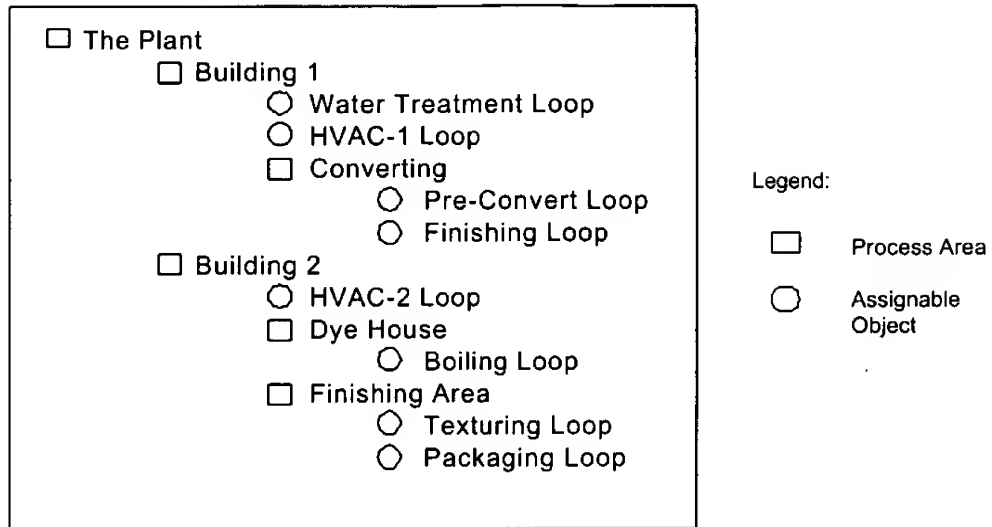 The Plant
Building 1
Water Treatment Loop
HVAC-1 Loop
Converting
Pre-Convert Loop
Finishing Loop
Building 2
HVAC-2 Loop
Dye House
Boiling Loop
Finishing Area
Texturing Loop
Packaging Loop
Legend:
Process Area
Assignable
Object